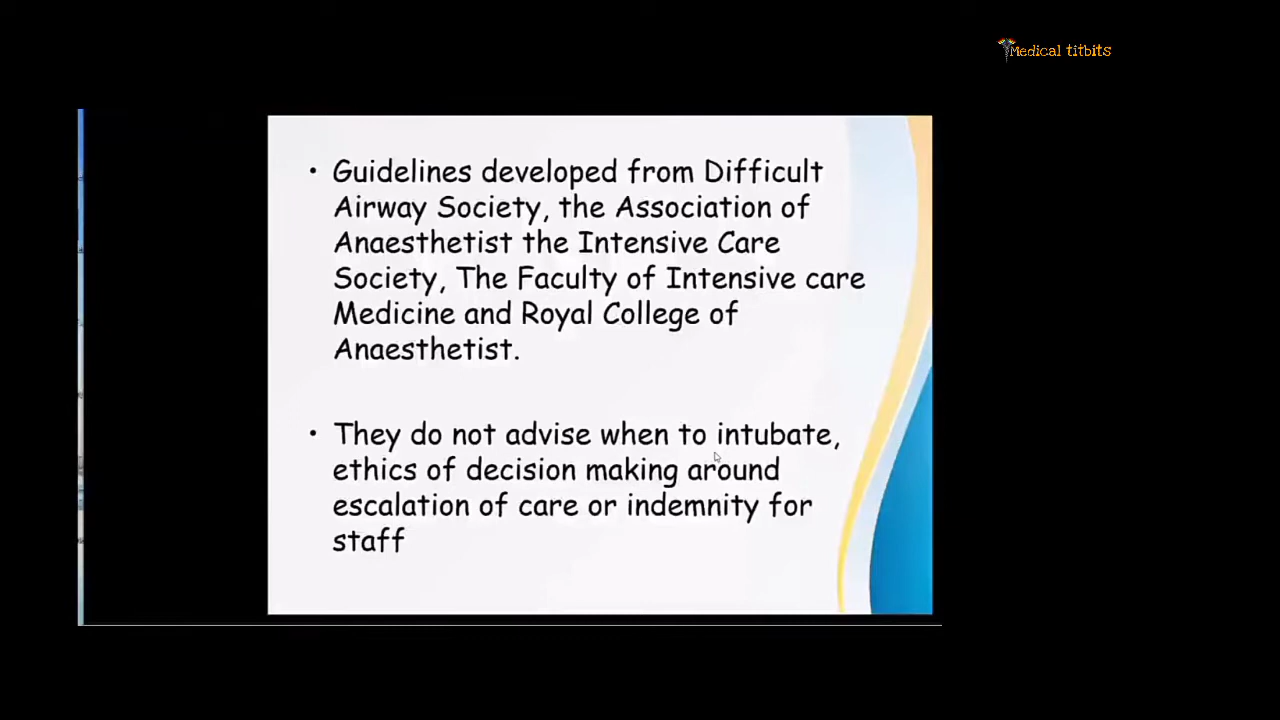 Medical titbits
• Guidelines developed from Difficult
Airway Society, the Association of
Anaesthetist the Intensive Care
Society, The Faculty of Intensive care
Medicine and Royal College of
Anaesthetist.
• They do not advise when to intubate,
ethics of decision making around
escalation of care or indemnity for
staff